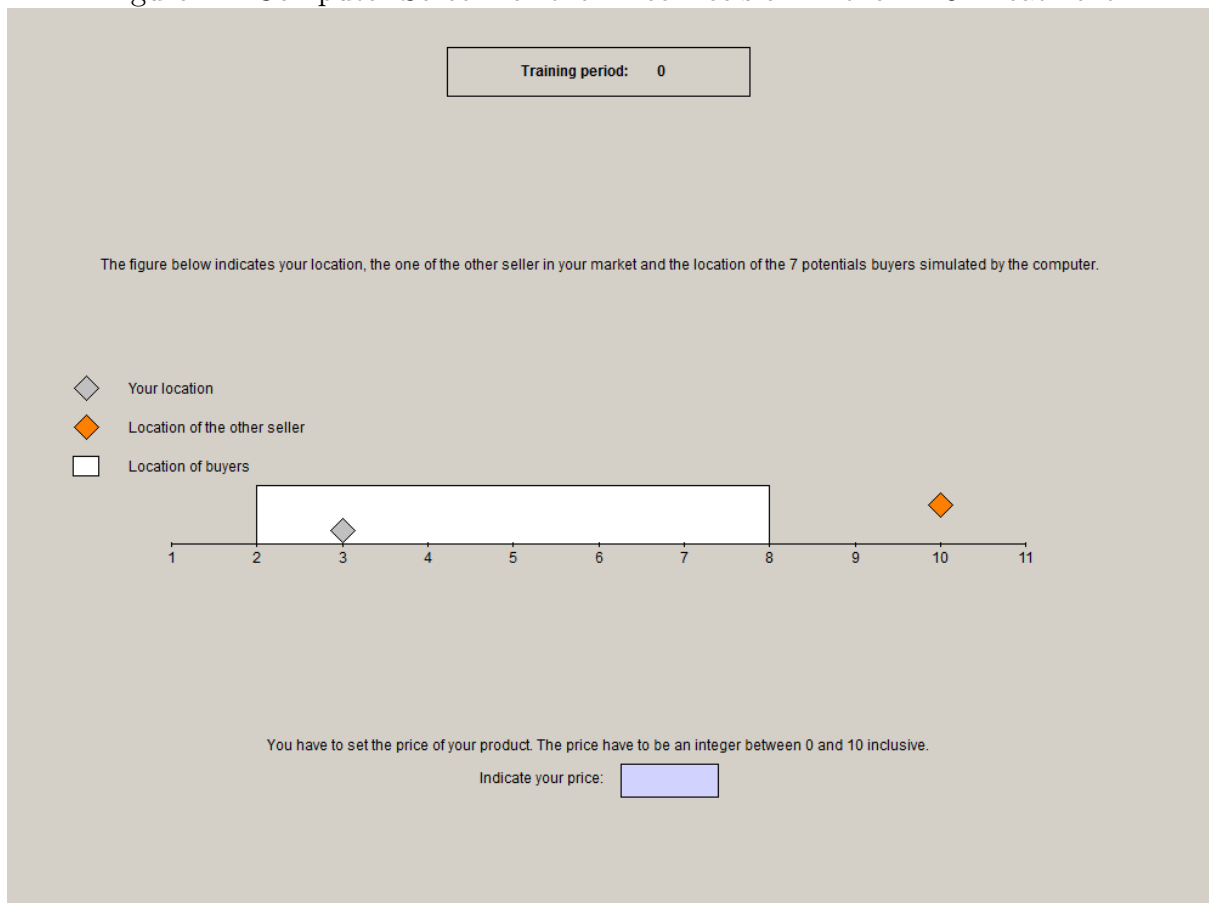 Training period: 0
The figure below indicates your location, the one of the other seller in your market and the location of the 7 potentials buyers simulated by the computer.
Your location
Location of the other seller
Location of buyers
1 2 3 4 5 6 7 8 9 10 11
You have to set the price of your product. The price have to be an integer between 0 and 10 inclusive.
Indicate your price: